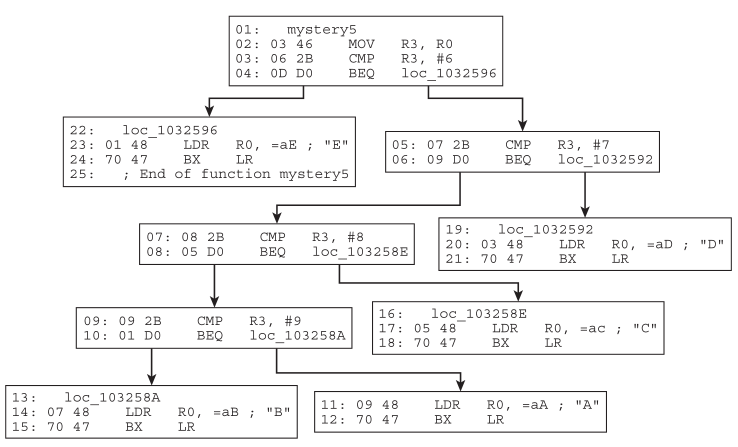 01:    mystery5
02: 03 46    MOV    R3, R0
03: 06 2B    CMP    R3, #6
04: 0D D0    BEQ    loc_1032596
22:    loc_1032596
23: 01 48    LDR    R0, =aE ; "E"
24: 70 47    BX    LR
25:    ; End of function mystery5
05: 07 2B    CMP    R3, #7
06: 09 D0    BEQ    loc_1032592
07: 08 2B    CMP    R3, #8
08: 05 D0    BEQ    loc_103258E
19:    loc_1032592
20: 03 48    LDR    R0, =aD ; "D"
21: 70 47    BX    LR
09: 09 2B    CMP    R3, #9
10: 01 D0    BEQ    loc_103258A
16:    loc_103258E
17: 05 48    LDR    R0, =ac ; "C"
18: 70 47    BX    LR
13:    loc_103258A
14: 07 48    LDR    R0, =aB ; "B"
15: 70 47    BX    LR
11: 09 48    LDR    R0, =aA ; "A"
12: 70 47    BX    LR